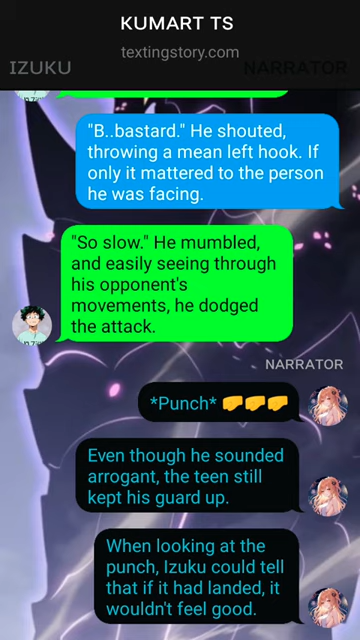 KUMART TS
textingstory.com
IZUKU
NARRATOR
"B..bastard." He shouted,
throwing a mean left hook. If
only it mattered to the person
he was facing.
"So slow." He mumbled,
and easily seeing through
his opponent's
movements, he dodged
the attack.
NARRATOR
*Punch* 🤛🤛🤛
Even though he sounded
arrogant, the teen still
kept his guard up.
When looking at the
punch, Izuku could tell
that if it had landed, it
wouldn't feel good.